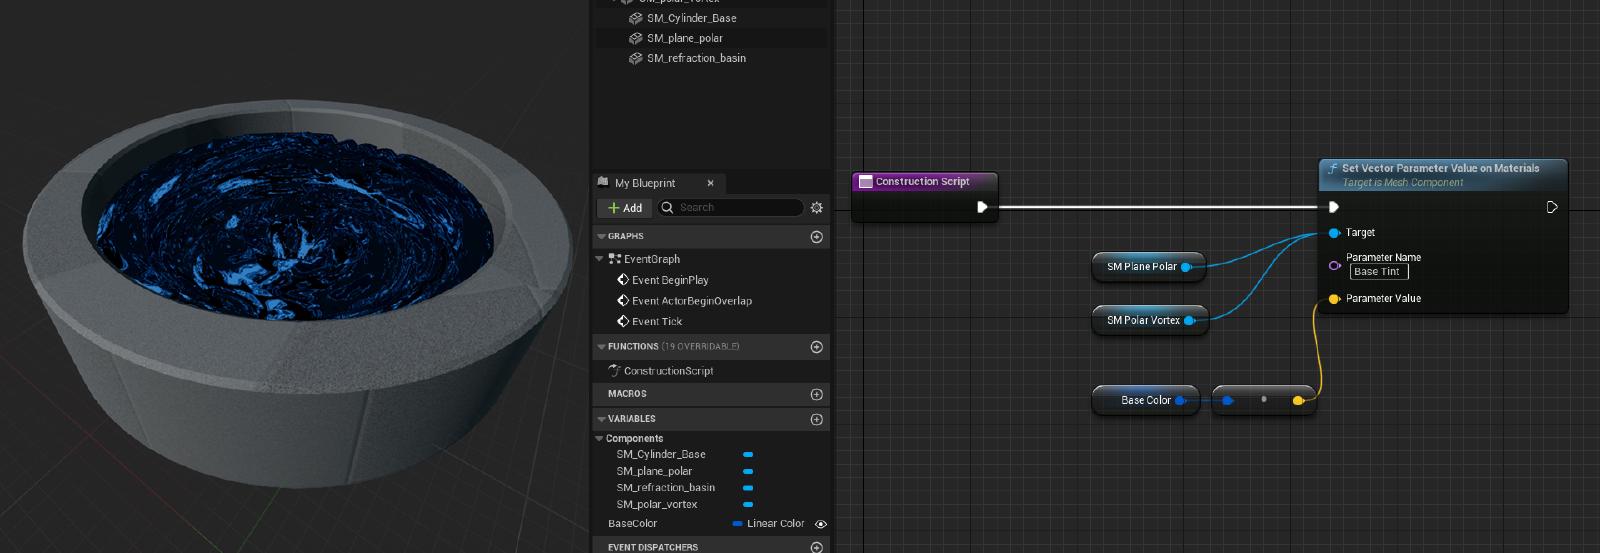 SM_polar_vortex
SM_Cylinder_Base
SM_plane_polar
SM_refraction_basin
My Blueprint
Add
Search
GRAPHS
EventGraph
Event BeginPlay
Event ActorBeginOverlap
Event Tick
FUNCTIONS (19 OVERRIDABLE)
ConstructionScript
MACROS
VARIABLES
Components
SM_Cylinder_Base
SM_plane_polar
SM_refraction_basin
SM_polar_vortex
BaseColor Linear Color
EVENT DISPATCHERS
Construction Script
Set Vector Parameter Value on Materials
Target is Mesh Component
Target
Parameter Name
Base Tint
Parameter Value
SM Plane Polar
SM Polar Vortex
Base Color